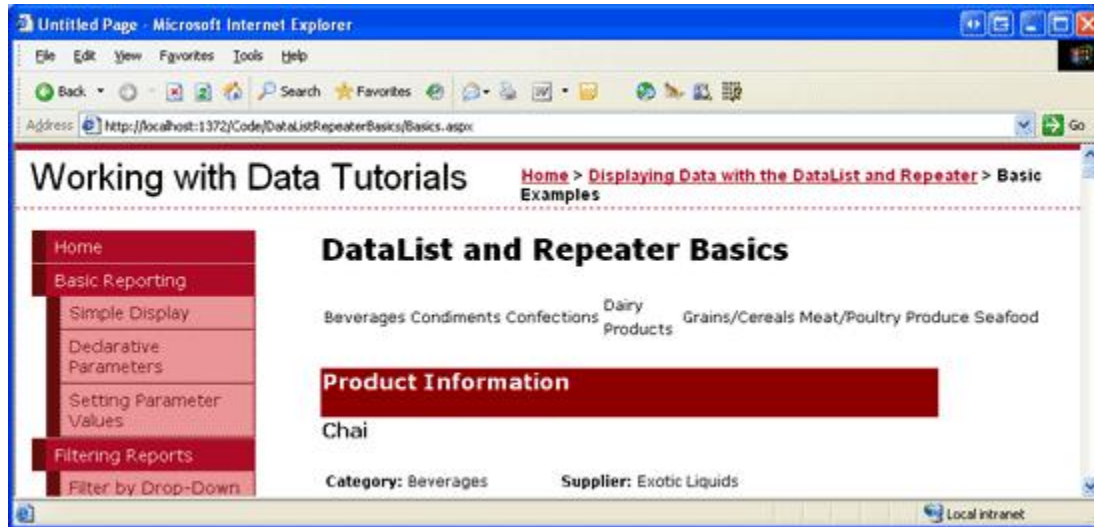 Untitled Page - Microsoft Internet Explorer
File Edit View Favorites Tools Help
Back Search Favorites
Address http://localhost:1372/Code/DataListRepeaterBasics/Basics.aspx Go
Working with Data Tutorials
Home > Displaying Data with the DataList and Repeater > Basic
Examples
Home
Basic Reporting
Simple Display
Declarative
Parameters
Setting Parameter
Values
Filtering Reports
Filter by Drop-Down
DataList and Repeater Basics
Beverages Condiments Confections Dairy
Products Grains/Cereals Meat/Poultry Produce Seafood
Product Information
Chai
Category: Beverages Supplier: Exotic Liquids
Local intranet